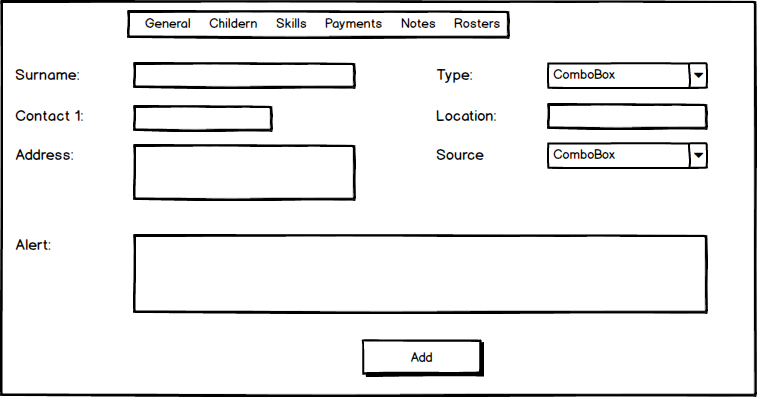 General Childern Skills Payments Notes Rosters
Surname: Type: ComboBox
Contact 1: Location:
Address: Source ComboBox
Alert:
Add